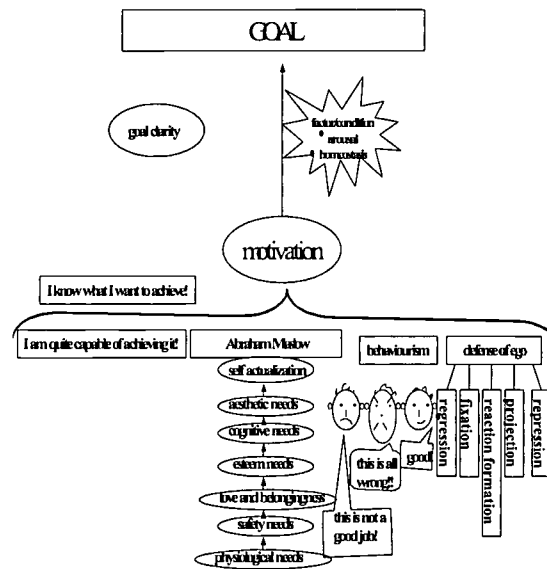 GOAL
goal clarity
factor/condition
arousal
homeostasis
motivation
I know what I want to achieve!
I am quite capable of achieving it!
Abraham Maslow
behaviourism
defense of ego
self actualization
aesthetic needs
cognitive needs
esteem needs
love and belongingness
safety needs
physiological needs
this is not a
good job!
this is all
wrong!!
good!
regression
fixation
reaction formation
projection
repression